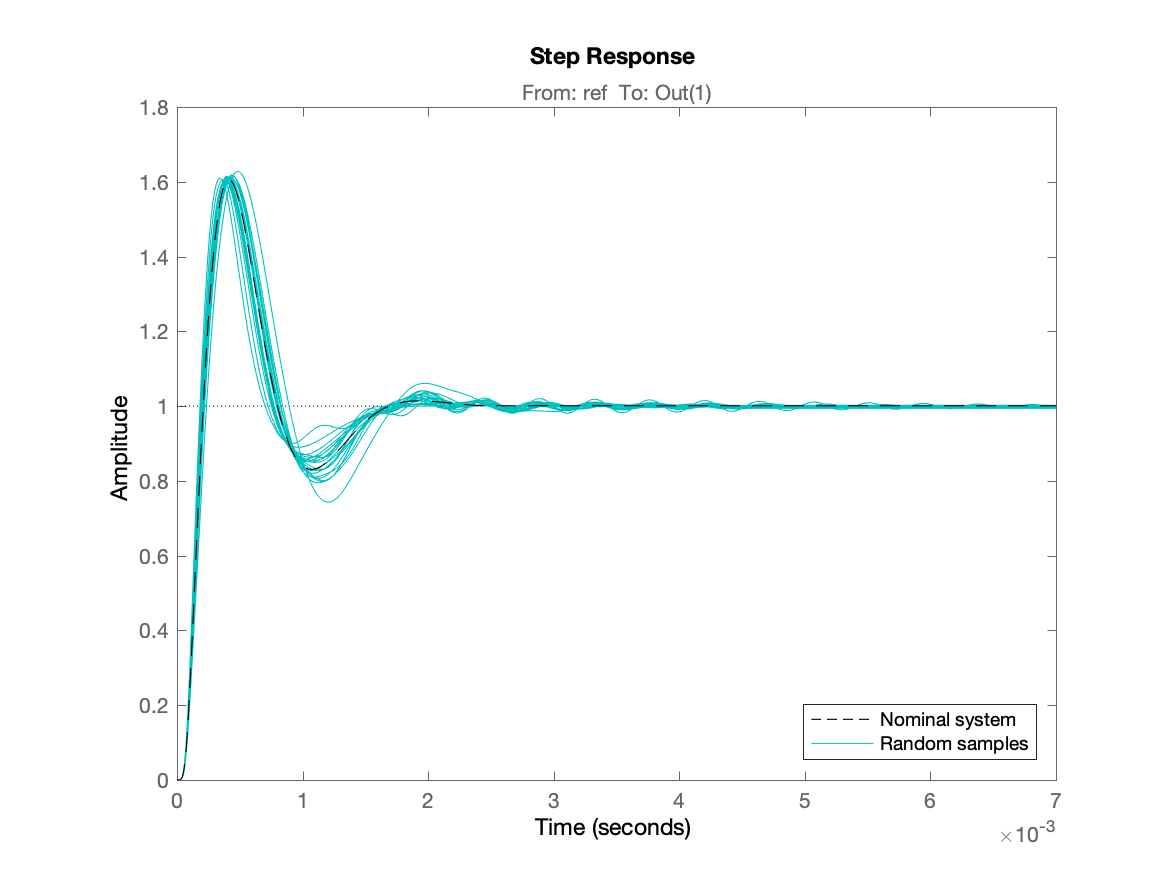 Step Response
From: ref To: Out(1)
1.8
1.6
1.4
1.2
1
0.8
0.6
0.4
0.2
0
Amplitude
0 1 2 3 4 5 6 7
Time (seconds)
×10-3
Nominal system
Random samples